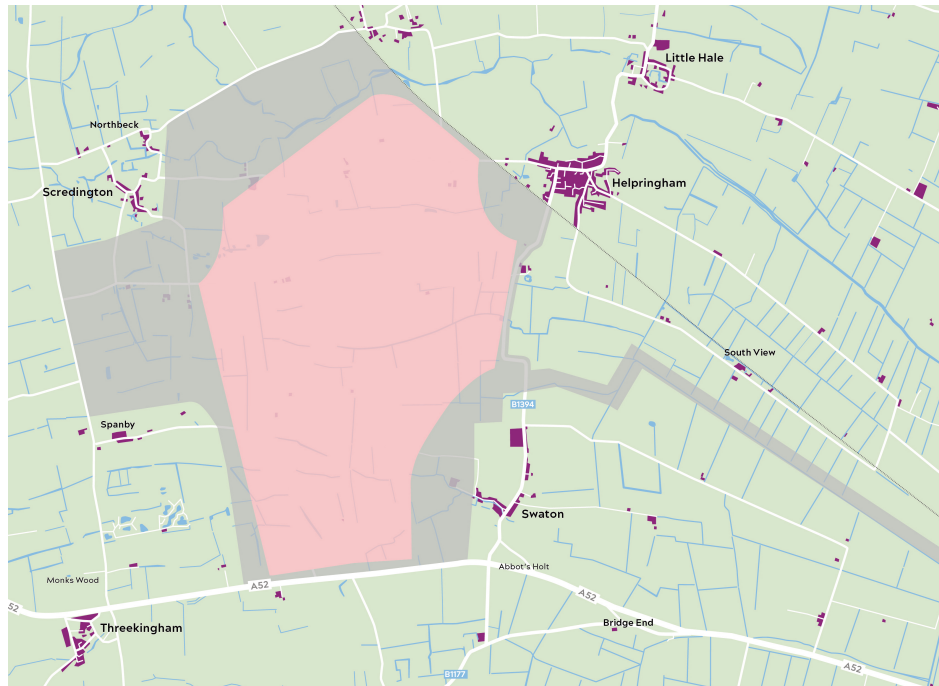 Little Hale
Northbeck
Helpringham
Scredington
South View
B1394
Spanby
Swaton
Abbot's Holt
Monks Wood
A52
A52
52
Bridge End
Threekingham
A52
B1177